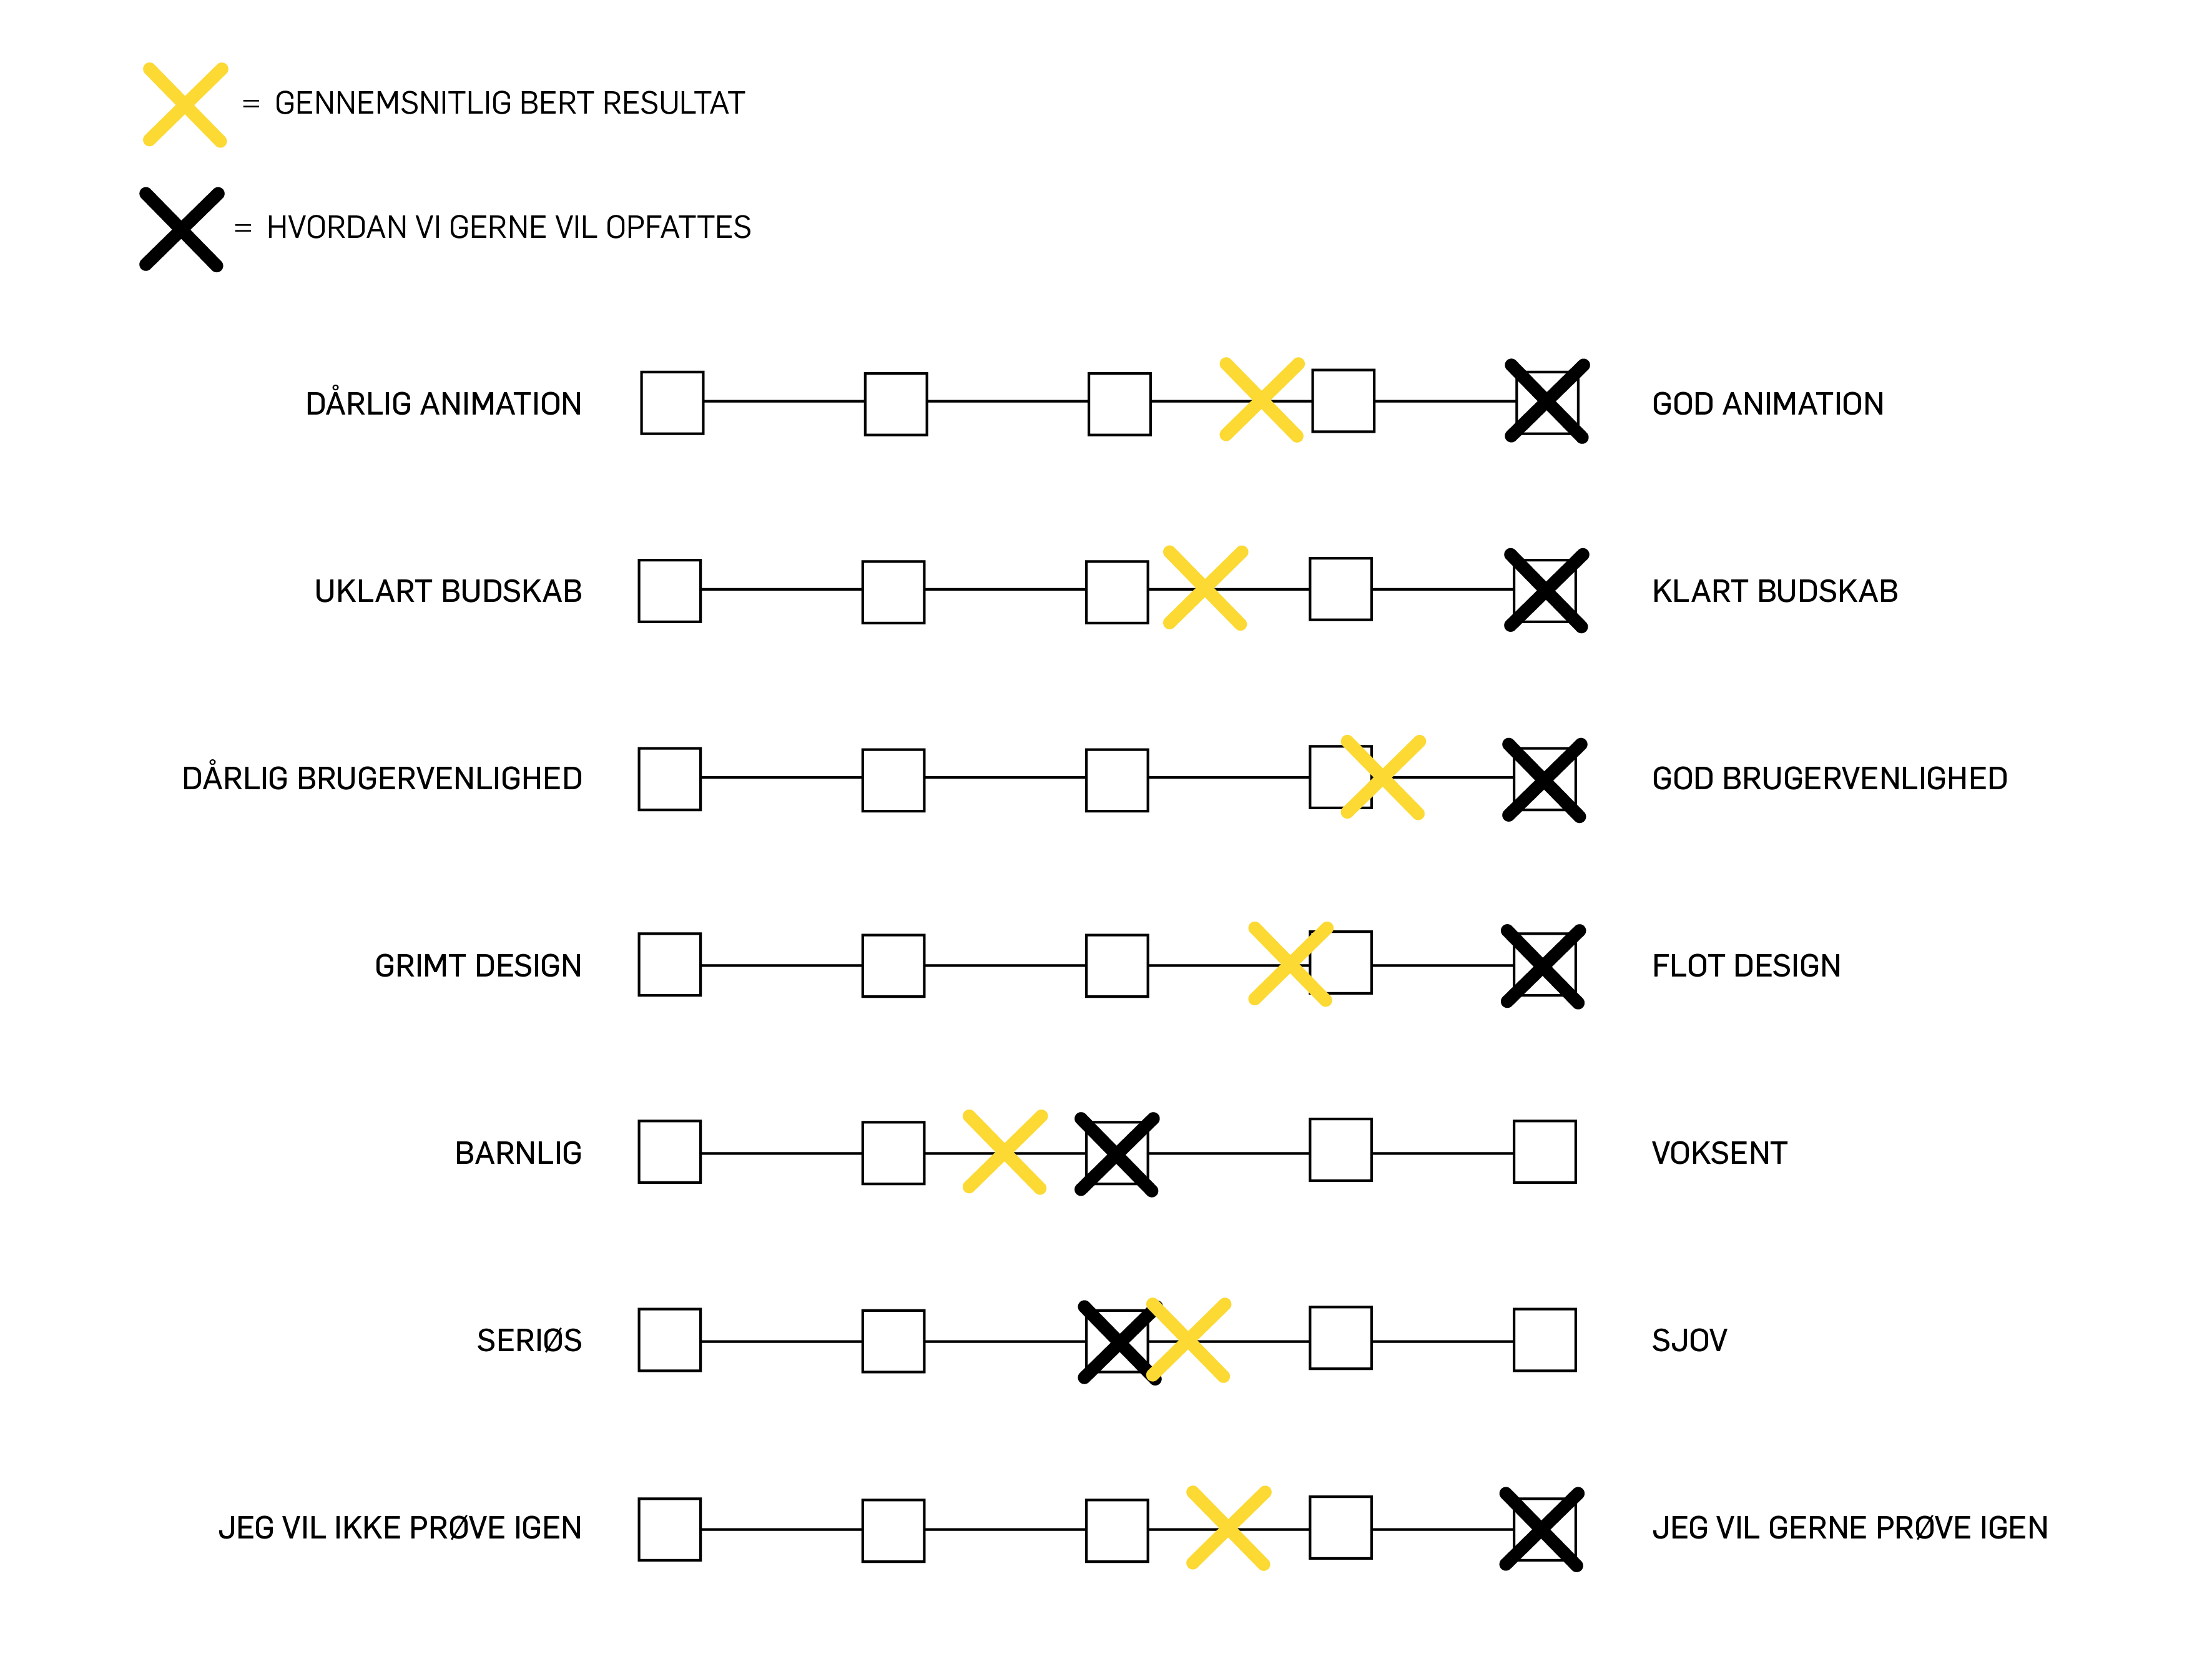 = GENNEMSNITLIG BERT RESULTAT
= HVORDAN VI GERNE VIL OPFATTES
DÅRLIG ANIMATION GOD ANIMATION
UKLART BUDSKAB KLART BUDSKAB
DÅRLIG BRUGERVENLIGHED GOD BRUGERVENLIGHED
GRIMT DESIGN FLOT DESIGN
BARNLIG VOKSENT
SERIØS SJOV
JEG VIL IKKE PRØVE IGEN JEG VIL GERNE PRØVE IGEN